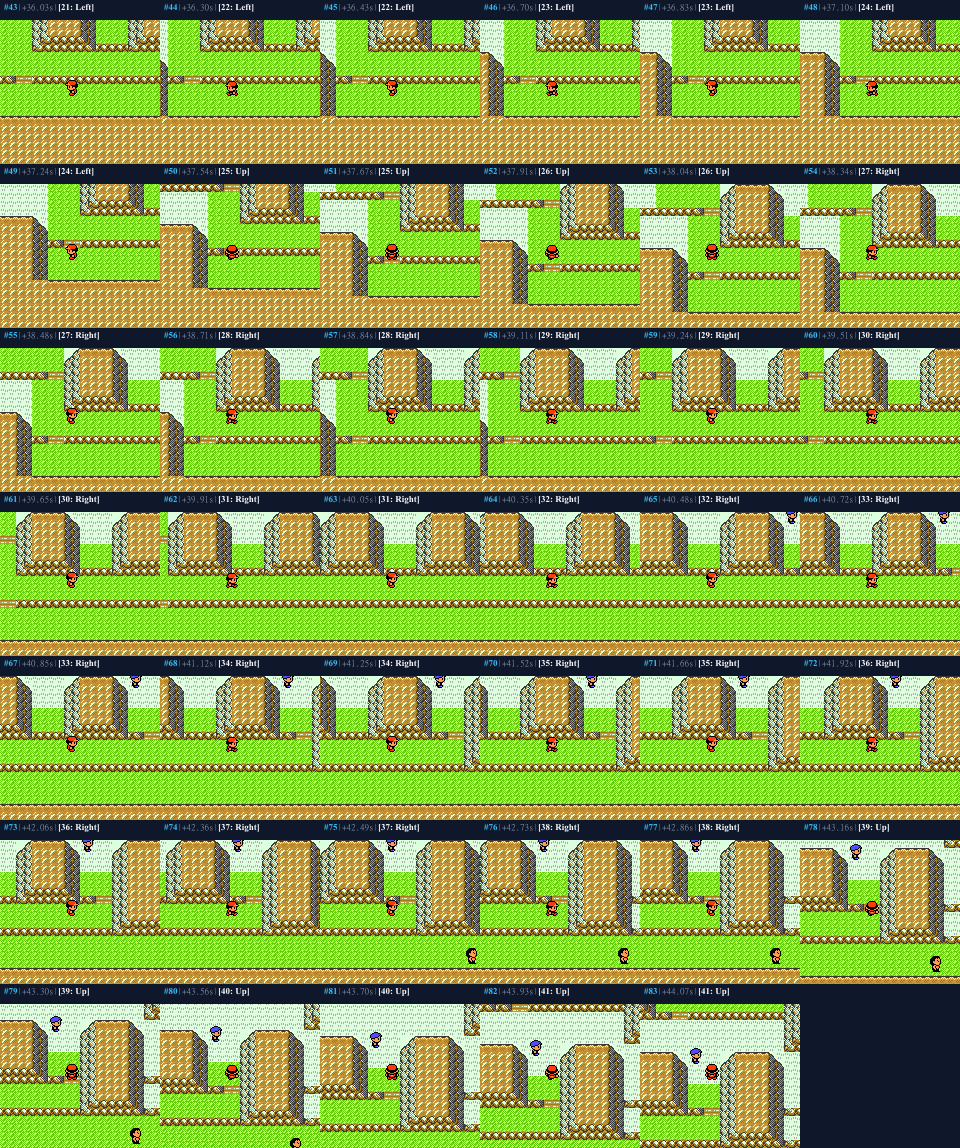 #43|+36.03s| [21: Left] #44|+36.30s| [22: Left] #45|+36.43s| [22: Left] #46|+36.70s| [23: Left] #47|+36.83s| [23: Left] #48|+37.10s| [24: Left]
#49|+37.24s| [24: Left] #50|+37.54s| [25: Up] #51|+37.67s| [25: Up] #52|+37.91s| [26: Up] #53|+38.04s| [26: Up] #54|+38.34s| [27: Right]
#55|+38.48s| [27: Right] #56|+38.71s| [28: Right] #57|+38.84s| [28: Right] #58|+39.11s| [29: Right] #59|+39.24s| [29: Right] #60|+39.51s| [30: Right]
#61|+39.65s| [30: Right] #62|+39.91s| [31: Right] #63|+40.05s| [31: Right] #64|+40.35s| [32: Right] #65|+40.48s| [32: Right] #66|+40.72s| [33: Right]
#67|+40.85s| [33: Right] #68|+41.12s| [34: Right] #69|+41.25s| [34: Right] #70|+41.52s| [35: Right] #71|+41.66s| [35: Right] #72|+41.92s| [36: Right]
#73|+42.06s| [36: Right] #74|+42.36s| [37: Right] #75|+42.49s| [37: Right] #76|+42.73s| [38: Right] #77|+42.86s| [38: Right] #78|+43.16s| [39: Up]
#79|+43.30s| [39: Up] #80|+43.56s| [40: Up] #81|+43.70s| [40: Up] #82|+43.93s| [41: Up] #83|+44.07s| [41: Up]